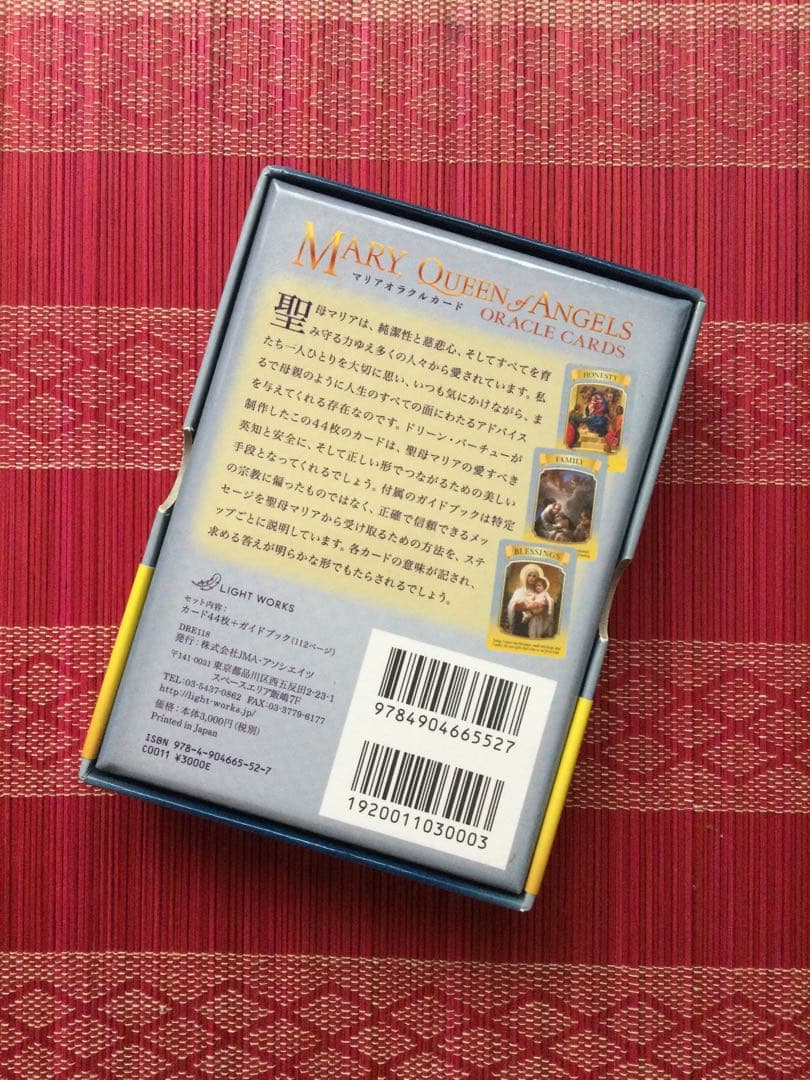 MARY QUEEN of ANGELS
ORACLE CARDS
マリアオラクルカード
聖母マリアは、純潔性と慈悲心、そしてすべてを育
み守る力ゆえ多くの人々から愛されています。私
たち一人ひとりを大切に思い、いつも気にかけながら、ま
るで母親のように人生のすべての面にわたるアドバイス
を与えてくれる存在なのです。ドリーン・バーチューが
制作したこの44枚のカードは、聖母マリアの愛すべき
英知と安全に、そして正しい形でつながるための美しい
手段となってくれるでしょう。付属のガイドブックは特定
の宗教に偏ったものではなく、正確で信頼できるメッ
セージを聖母マリアから受け取るための方法を、ステ
ップごとに説明しています。各カードの意味が記され、
求める答えが明らかな形でもたらされるでしょう。
HONESTY
FAMILY
BLESSINGS
LIGHT WORKS
セット内容:
カード44枚+ガイドブック(112ページ)
DRE118
発行:株式会社JMA・アソシエイツ
〒141-0031 東京都品川区西五反田2-23-1
スペースエリア飯嶋7F
TEL:03-5437-0862 FAX:03-3779-6177
http://light-works.jp/
価格:本体3,000円(税別)
Printed in Japan
ISBN 978-4-904665-52-7
C0011 ¥3000E
9784904665527
1920011030003